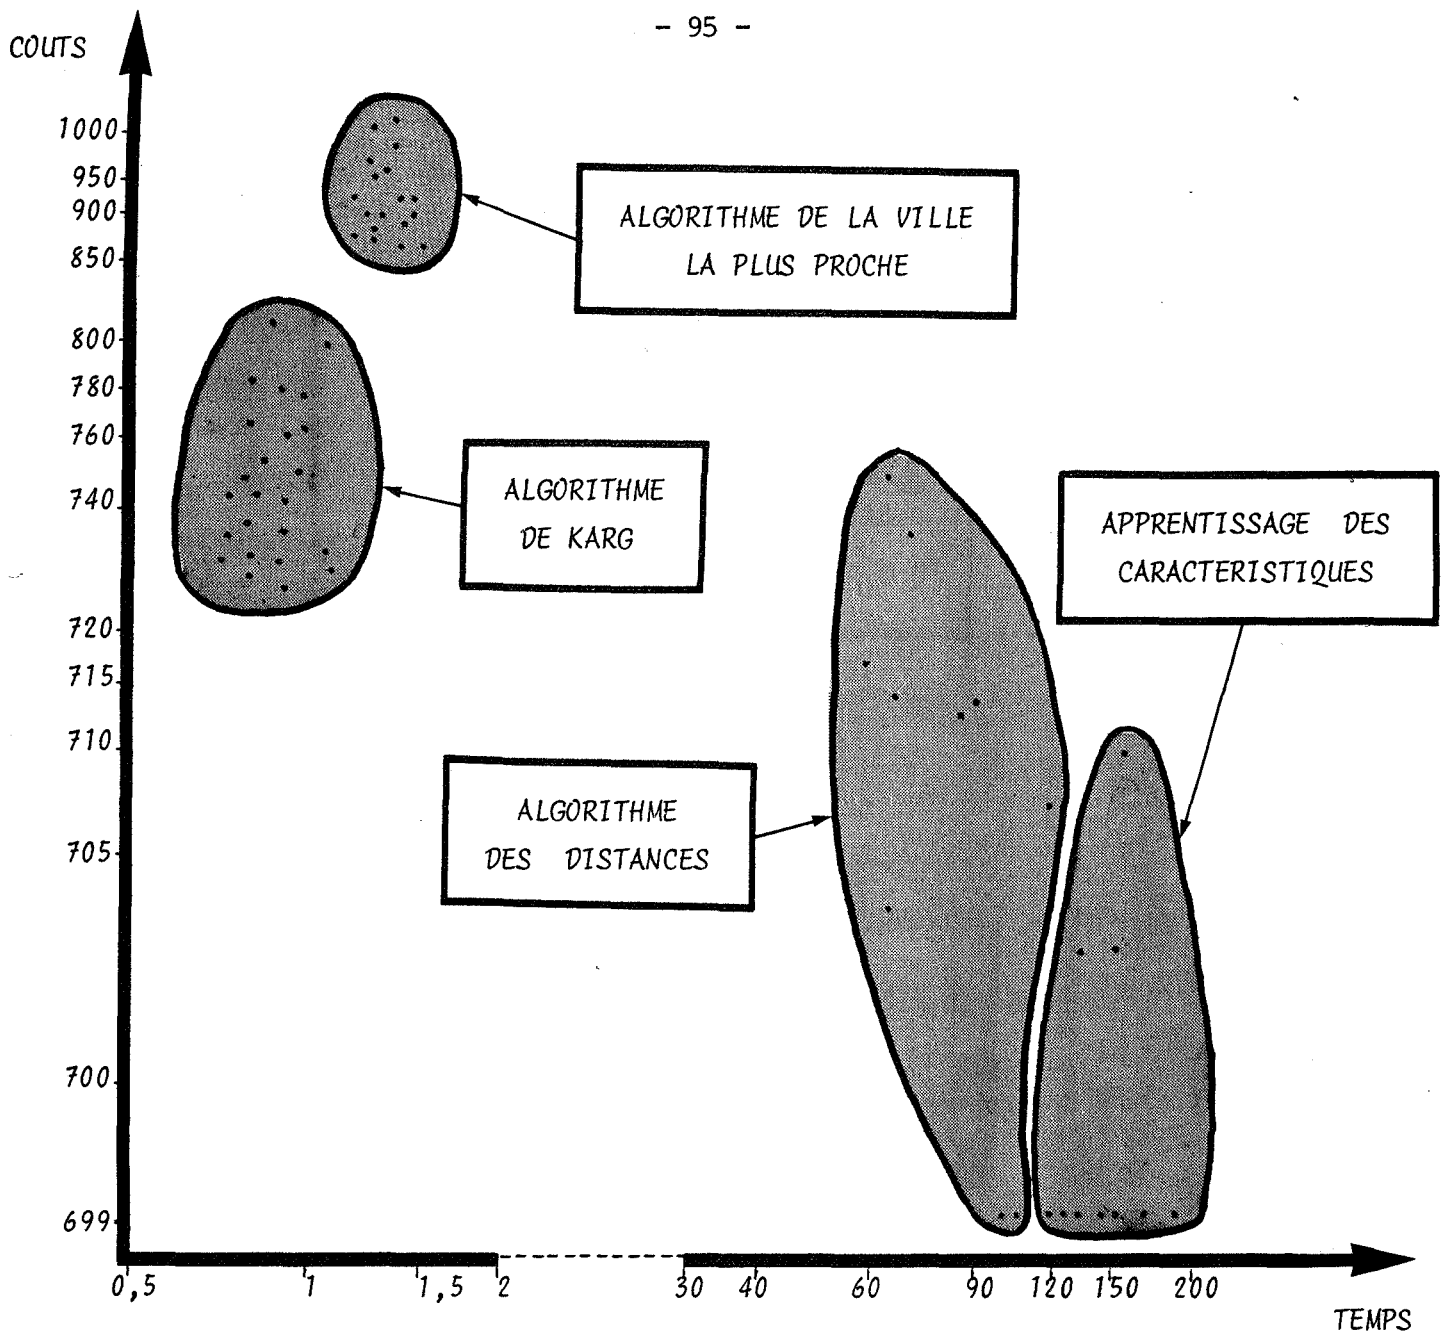 - 95 -
COUTS
1000
950
900
850
800
780
760
740
720
715
710
705
700
699
ALGORITHME DE LA VILLE
LA PLUS PROCHE
ALGORITHME
DE KARG
APPRENTISSAGE DES
CARACTERISTIQUES
ALGORITHME
DES DISTANCES
0,5 1 1,5 2 30 40 60 90 120 150 200
TEMPS